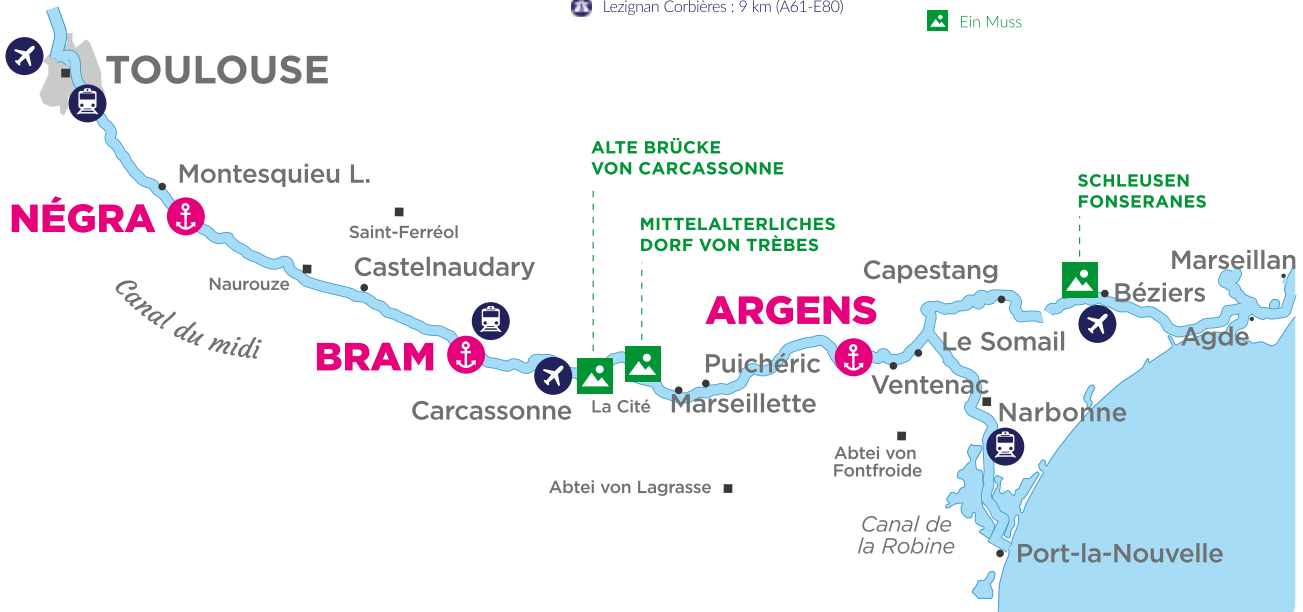 Lezignan Corbières : 9 km (A61-E80)
Ein Muss
TOULOUSE
ALTE BRÜCKE
VON CARCASSONNE
Montesquieu L.
SCHLEUSEN
FONSERANES
NÉGRA
Saint-Ferréol
MITTELALTERLICHES
DORF VON TRÈBES
Naurouze
Castelnaudary
Capestang
Marseillan
Béziers
Canal du midi
ARGENS
Agde
BRAM
Le Somail
Puichéric
Ventenac
Carcassonne
La Cité
Marseillette
Narbonne
Abtei von
Fontfroide
Abtei von Lagrasse
Canal de
la Robine
Port-la-Nouvelle